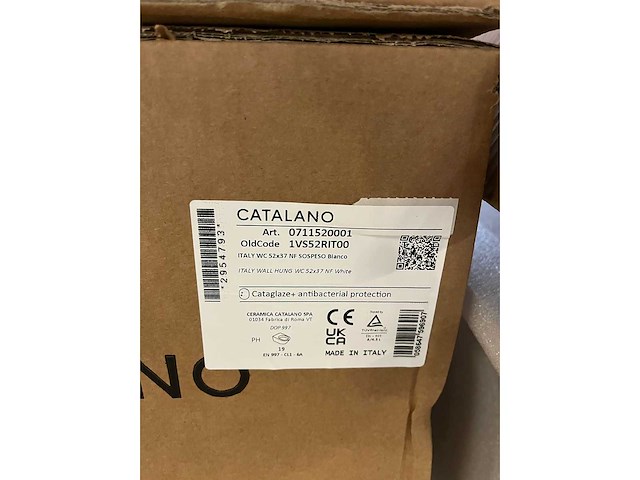 CATALANO
Art. 0711520001
OldCode 1VS52RIT00
ITALY WC 52x37 NF SOSPESO Bianco
ITALY WALL HUNG WC 52x37 NF White
Cataglaze+ antibacterial protection
*2954793*
CERAMICA CATALANO SPA
01034 Fabrica di Roma VT
DOP 997
PH
19
EN 997 - CL1 - 6A
CE
UK
CA
MADE IN ITALY
NO